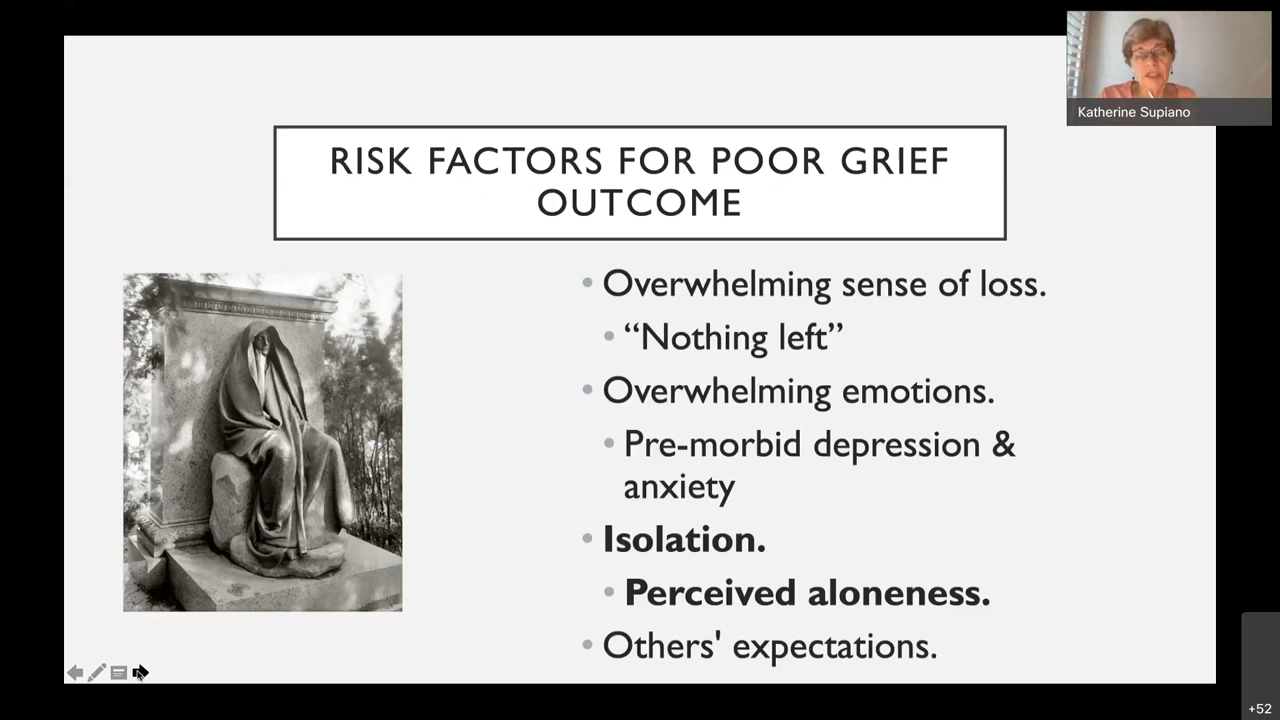 Katherine Supiano
RISK FACTORS FOR POOR GRIEF
OUTCOME
• Overwhelming sense of loss.
• “Nothing left”
• Overwhelming emotions.
• Pre-morbid depression &
anxiety
• Isolation.
• Perceived aloneness.
• Others' expectations.
+52